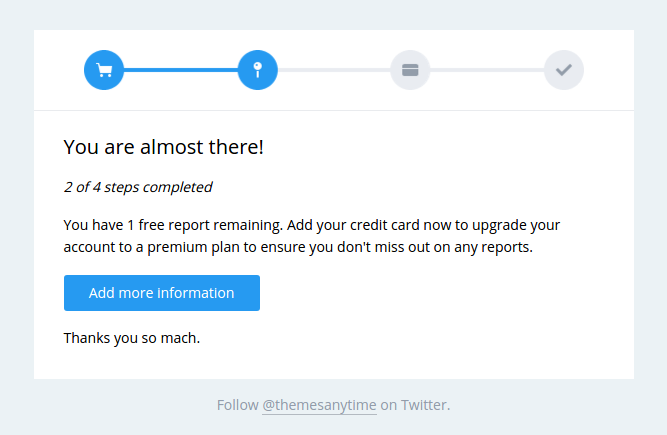 You are almost there!
2 of 4 steps completed
You have 1 free report remaining. Add your credit card now to upgrade your
account to a premium plan to ensure you don't miss out on any reports.
Add more information
Thanks you so mach.
Follow @themesanytime on Twitter.